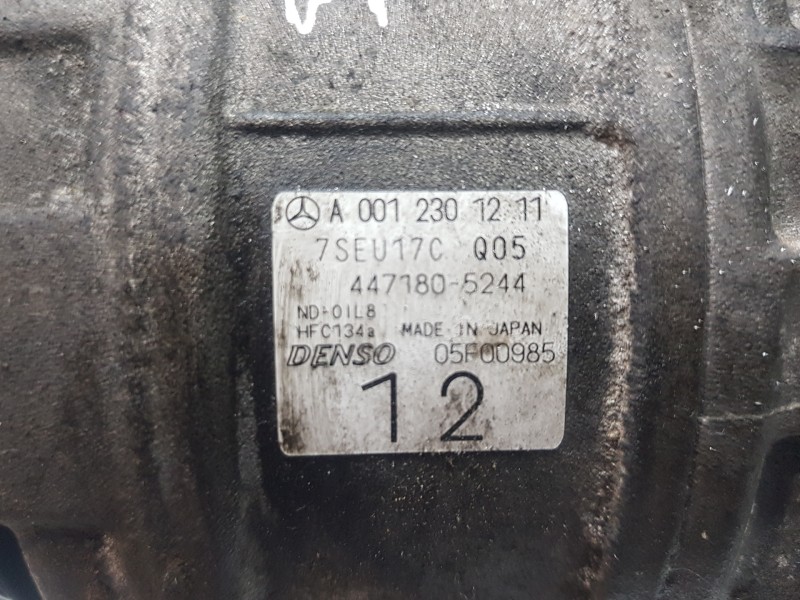 A 001 230 12 11
7SEU17C Q05
447180-5244
ND-OIL8
HFC134a MADE IN JAPAN
DENSO 05F00985
12